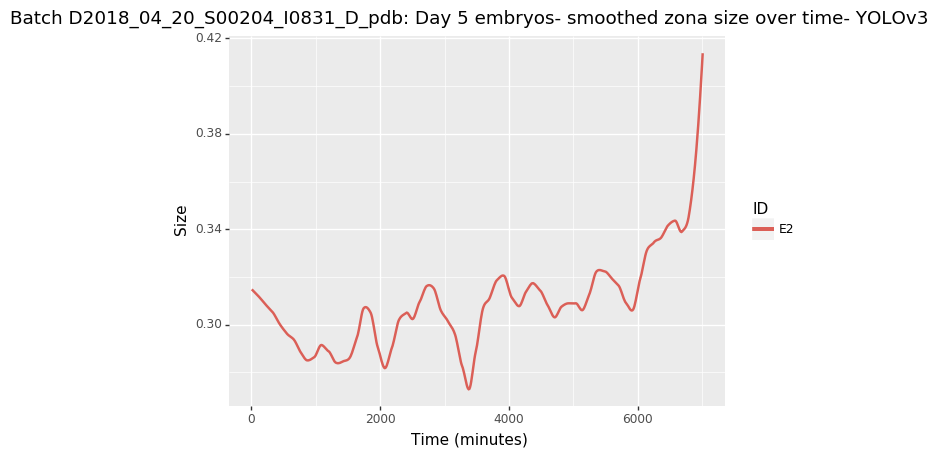 Batch D2018_04_20_S00204_I0831_D_pdb: Day 5 embryos- smoothed zona size over time- YOLOv3
0.42
0.38
0.34
0.30
Size
0
2000
4000
6000
Time (minutes)
ID
E2